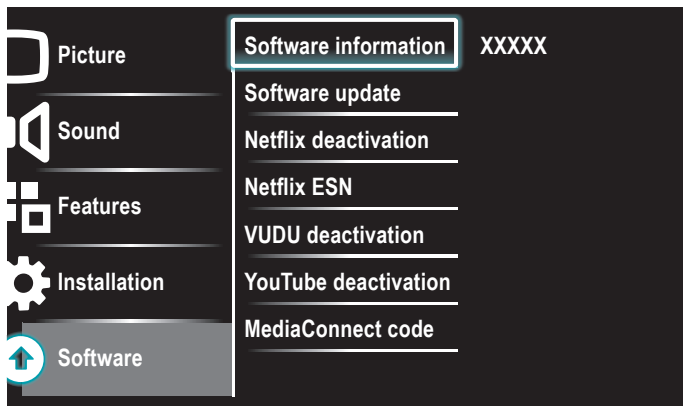 Picture
Sound
Features
Installation
Software
Software information XXXXX
Software update
Netflix deactivation
Netflix ESN
VUDU deactivation
YouTube deactivation
MediaConnect code